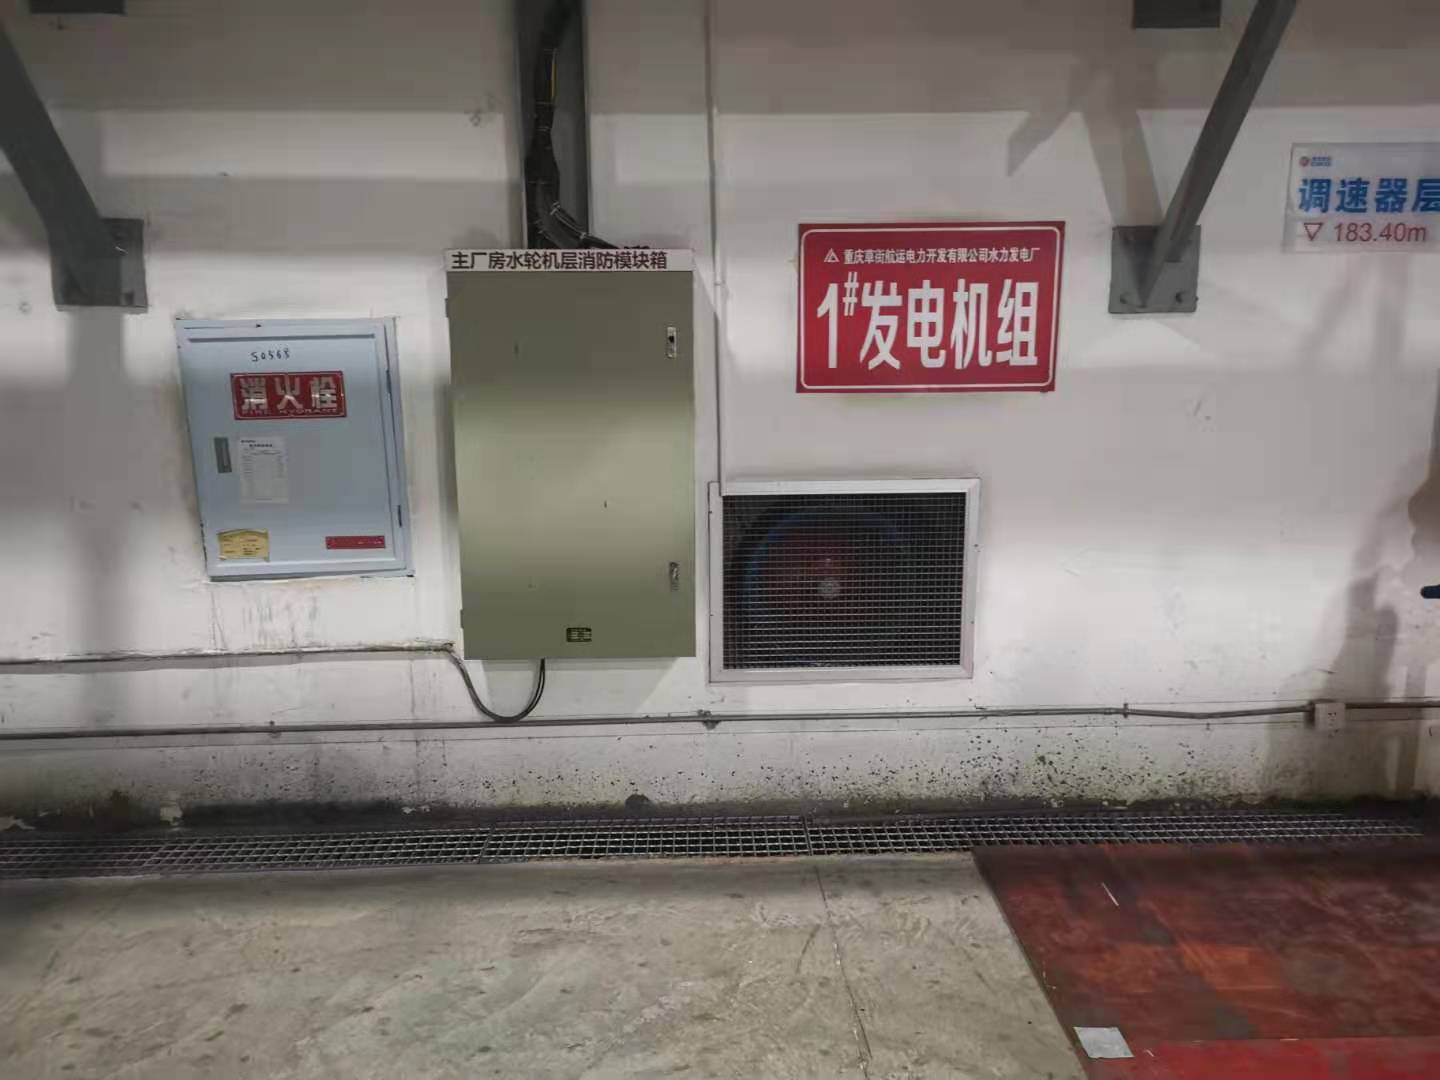 主厂房水轮机层消防模块箱
S0568
消火栓
FIRE HYDRANT
重庆草街航运电力开发有限公司水力发电厂
1#发电机组
调速器层
▽ 183.40m